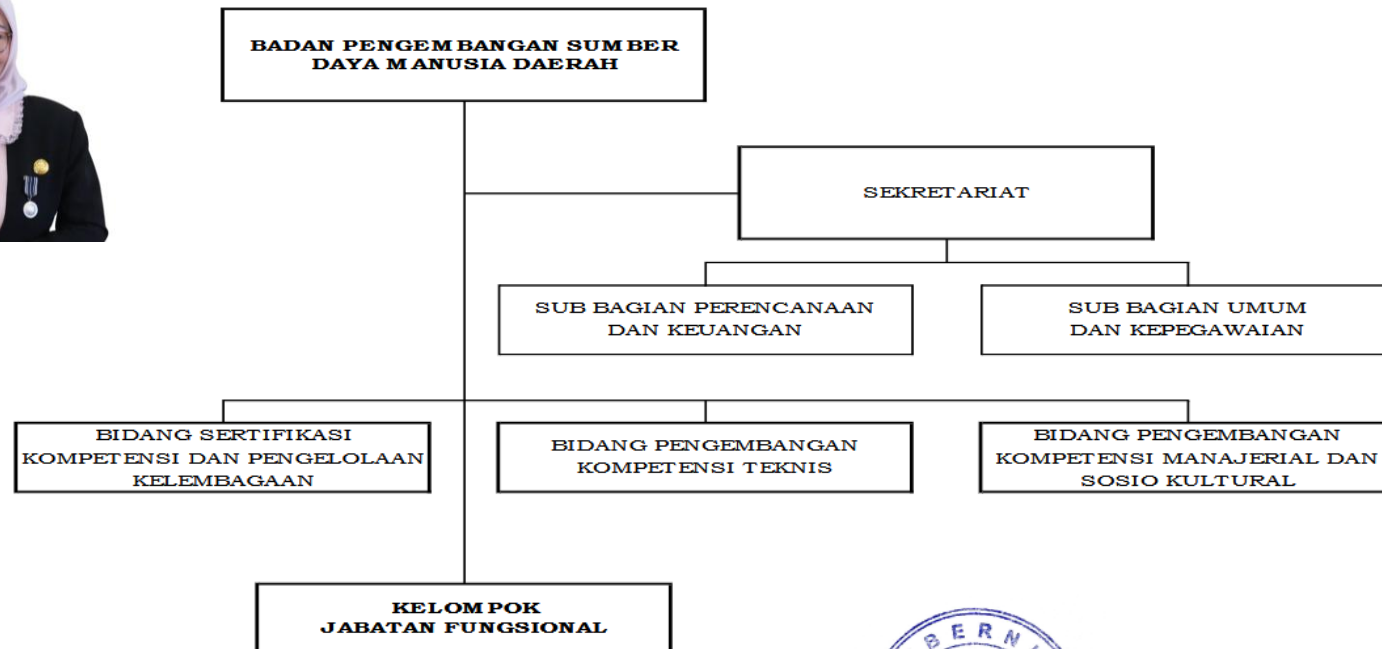 BADAN PENGEMBANGAN SUMBER
DAYA MANUSIA DAERAH
SEKRETARIAT
SUB BAGIAN PERENCANAAN
DAN KEUANGAN
SUB BAGIAN UMUM
DAN KEPEGAWAIAN
BIDANG SERTIFIKASI
KOMPETENSI DAN PENGELOLAAN
KELEMBAGAAN
BIDANG PENGEMBANGAN
KOMPETENSI TEKNIS
BIDANG PENGEMBANGAN
KOMPETENSI MANAJERIAL DAN
SOSIO KULTURAL
KELOMPOK
JABATAN FUNGSIONAL